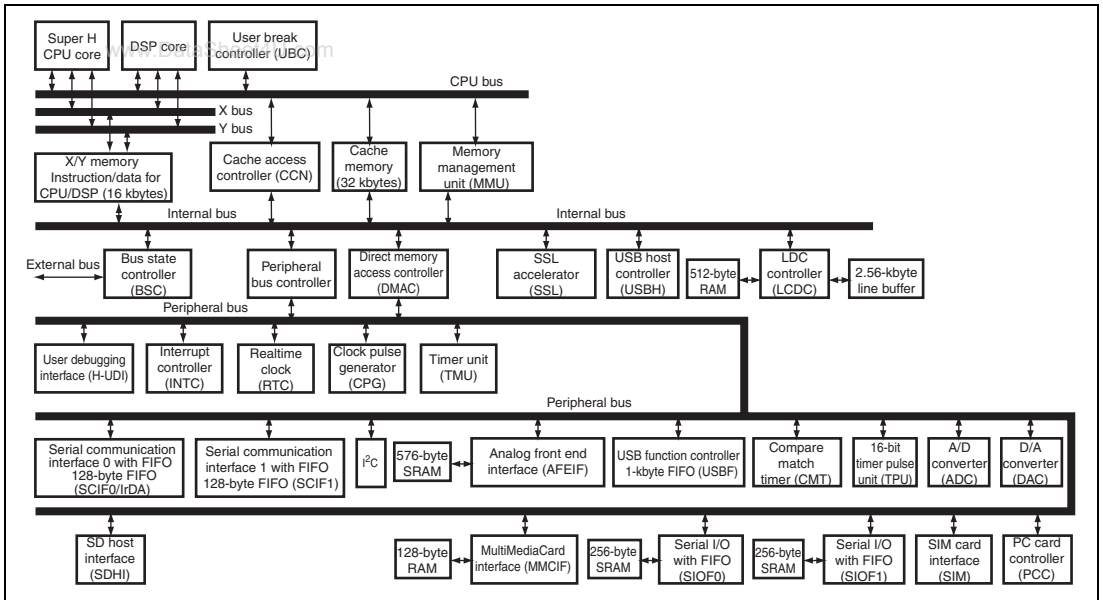 Super H
CPU core
DSP core
User break
controller (UBC)
www.DataSheet4U.com
CPU bus
X bus
Y bus
X/Y memory
Instruction/data for
CPU/DSP (16 kbytes)
Cache access
controller (CCN)
Cache
memory
(32 kbytes)
Memory
management
unit (MMU)
Internal bus
Internal bus
External bus
Bus state
controller
(BSC)
Peripheral
bus controller
Direct memory
access controller
(DMAC)
SSL
accelerator
(SSL)
USB host
controller
(USBH)
512-byte
RAM
LDC
controller
(LCDC)
2.56-kbyte
line buffer
Peripheral bus
User debugging
interface (H-UDI)
Interrupt
controller
(INTC)
Realtime
clock
(RTC)
Clock pulse
generator
(CPG)
Timer unit
(TMU)
Peripheral bus
Serial communication
interface 0 with FIFO
128-byte FIFO
(SCIF0/IrDA)
Serial communication
interface 1 with FIFO
128-byte FIFO (SCIF1)
I²C
576-byte
SRAM
Analog front end
interface (AFEIF)
USB function controller
1-kbyte FIFO (USBF)
Compare
match
timer (CMT)
16-bit
timer pulse
unit (TPU)
A/D
converter
(ADC)
D/A
converter
(DAC)
SD host
interface
(SDHI)
128-byte
RAM
MultiMediaCard
interface (MMCIF)
256-byte
SRAM
Serial I/O
with FIFO
(SIOF0)
256-byte
SRAM
Serial I/O
with FIFO
(SIOF1)
SIM card
interface
(SIM)
PC card
controller
(PCC)